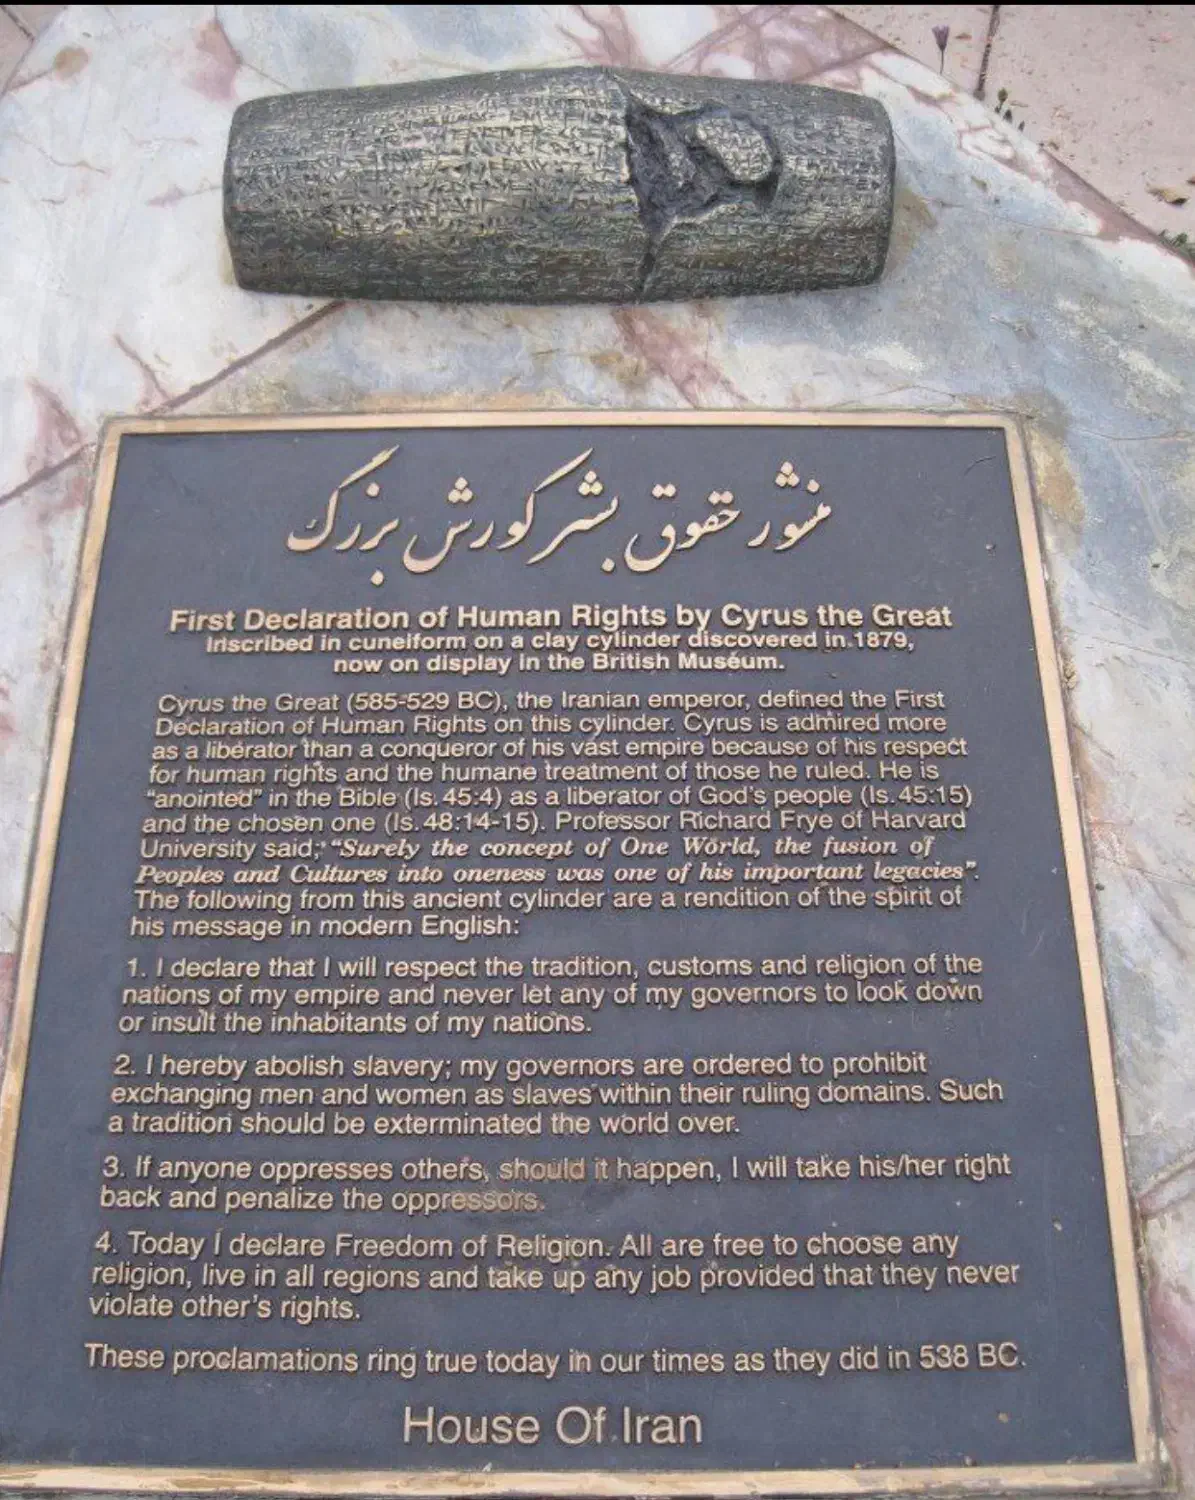 منشور حقوق بشر کورش بزرگ
First Declaration of Human Rights by Cyrus the Great
Inscribed in cuneiform on a clay cylinder discovered in 1879,
now on display in the British Muséum.
Cyrus the Great (585-529 BC), the Iranian emperor, defined the First
Declaration of Human Rights on this cylinder. Cyrus is admired more
as a liberator than a conqueror of his vast empire because of his respect
for human rights and the humane treatment of those he ruled. He is
"anointed" in the Bible (Is. 45:4) as a liberator of God's people (Is. 45:15)
and the chosen one (Is. 48:14-15). Professor Richard Frye of Harvard
University said; "Surely the concept of One World, the fusion of
Peoples and Cultures into oneness was one of his important legacies".
The following from this ancient cylinder are a rendition of the spirit of
his message in modern English:
1. I declare that I will respect the tradition, customs and religion of the
nations of my empire and never let any of my governors to look down
or insult the inhabitants of my nations.
2. I hereby abolish slavery; my governors are ordered to prohibit
exchanging men and women as slaves within their ruling domains. Such
a tradition should be exterminated the world over.
3. If anyone oppresses others, should it happen, I will take his/her right
back and penalize the oppressors.
4. Today I declare Freedom of Religion. All are free to choose any
religion, live in all regions and take up any job provided that they never
violate other's rights.
These proclamations ring true today in our times as they did in 538 BC.
House Of Iran